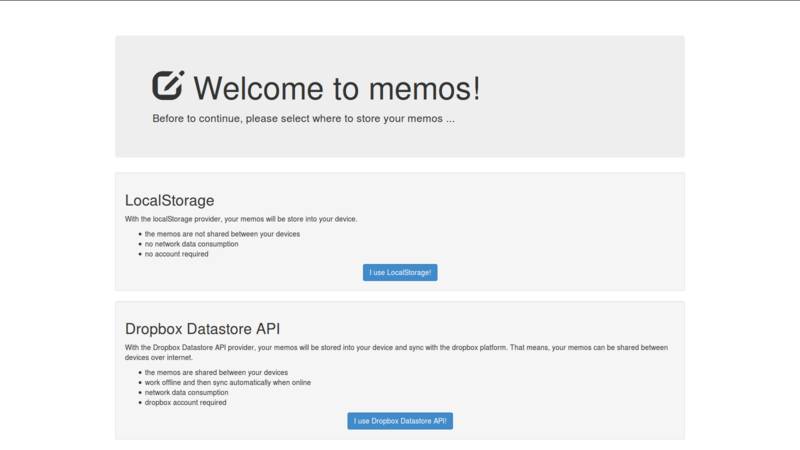 Welcome to memos!
Before to continue, please select where to store your memos ...
LocalStorage
With the localStorage provider, your memos will be store into your device.
the memos are not shared between your devices
no network data consumption
no account required
I use LocalStorage!
Dropbox Datastore API
With the Dropbox Datastore API provider, your memos will be stored into your device and sync with the dropbox platform. That means, your memos can be shared between
devices over internet.
the memos are shared between your devices
work offline and then sync automatically when online
network data consumption
dropbox account required
I use Dropbox Datastore API!